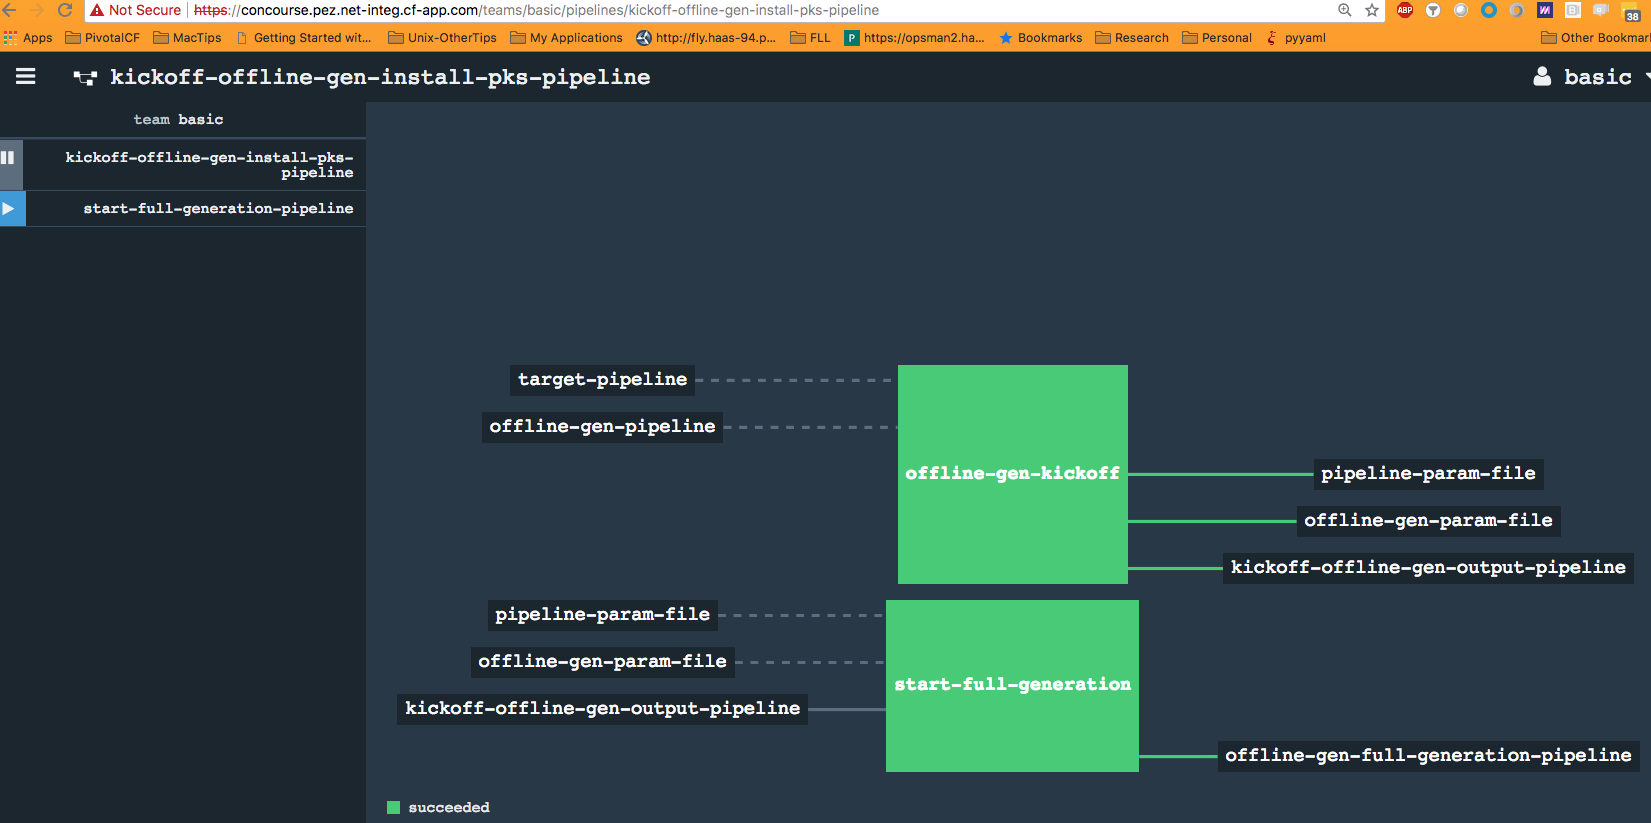 Not Secure https://concourse.pez.net-integ.cf-app.com/teams/basic/pipelines/kickoff-offline-gen-install-pks-pipeline
ABP
38
Apps PivotalCF MacTips Getting Started wit... Unix-OtherTips My Applications http://fly.haas-94.p... FLL P https://opsman2.ha... Bookmarks Research Personal pyyaml Other Bookmar
kickoff-offline-gen-install-pks-pipeline basic
team basic
kickoff-offline-gen-install-pks-
pipeline
start-full-generation-pipeline
target-pipeline
offline-gen-pipeline
offline-gen-kickoff
pipeline-param-file
offline-gen-param-file
kickoff-offline-gen-output-pipeline
pipeline-param-file
offline-gen-param-file
kickoff-offline-gen-output-pipeline
start-full-generation
offline-gen-full-generation-pipeline
succeeded